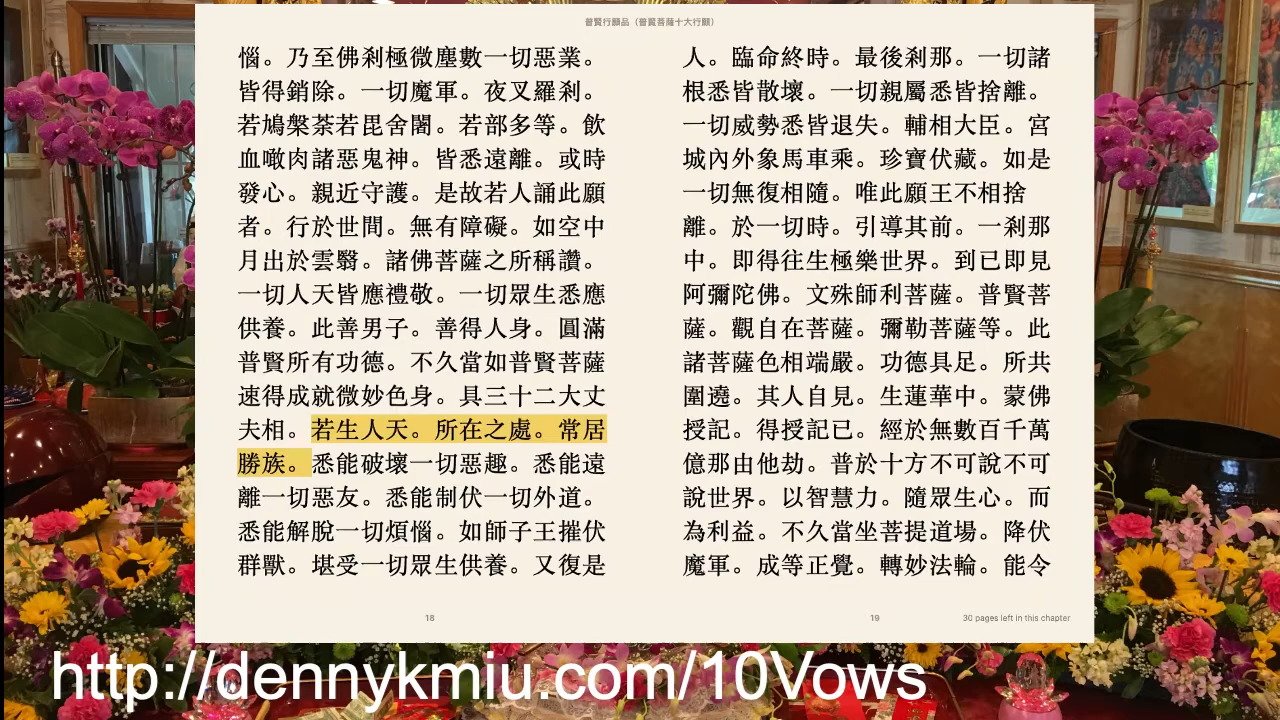 普賢行願品（普賢菩薩十大行願）
惱。乃至佛剎極微塵數一切惡業。
皆得銷除。一切魔軍。夜叉羅剎。
若鳩槃荼若毘舍闍。若部多等。飲
血噉肉諸惡鬼神。皆悉遠離。或時
發心。親近守護。是故若人誦此願
者。行於世間。無有障礙。如空中
月出於雲翳。諸佛菩薩之所稱讚。
一切人天皆應禮敬。一切眾生悉應
供養。此善男子。善得人身。圓滿
普賢所有功德。不久當如普賢菩薩
速得成就微妙色身。具三十二大丈
夫相。若生人天。所在之處。常居
勝族。悉能破壞一切惡趣。悉能遠
離一切惡友。悉能制伏一切外道。
悉能解脫一切煩惱。如師子王摧伏
群獸。堪受一切眾生供養。又復是
18
人。臨命終時。最後剎那。一切諸
根悉皆散壞。一切親屬悉皆捨離。
一切威勢悉皆退失。輔相大臣。宮
城內外象馬車乘。珍寶伏藏。如是
一切無復相隨。唯此願王不相捨
離。於一切時。引導其前。一剎那
中。即得往生極樂世界。到已即見
阿彌陀佛。文殊師利菩薩。普賢菩
薩。觀自在菩薩。彌勒菩薩等。此
諸菩薩色相端嚴。功德具足。所共
圍遶。其人自見。生蓮華中。蒙佛
授記。得授記已。經於無數百千萬
億那由他劫。普於十方不可說不可
說世界。以智慧力。隨眾生心。而
為利益。不久當坐菩提道場。降伏
魔軍。成等正覺。轉妙法輪。能令
19
30 pages left in this chapter
http://dennykmiu.com/10Vows